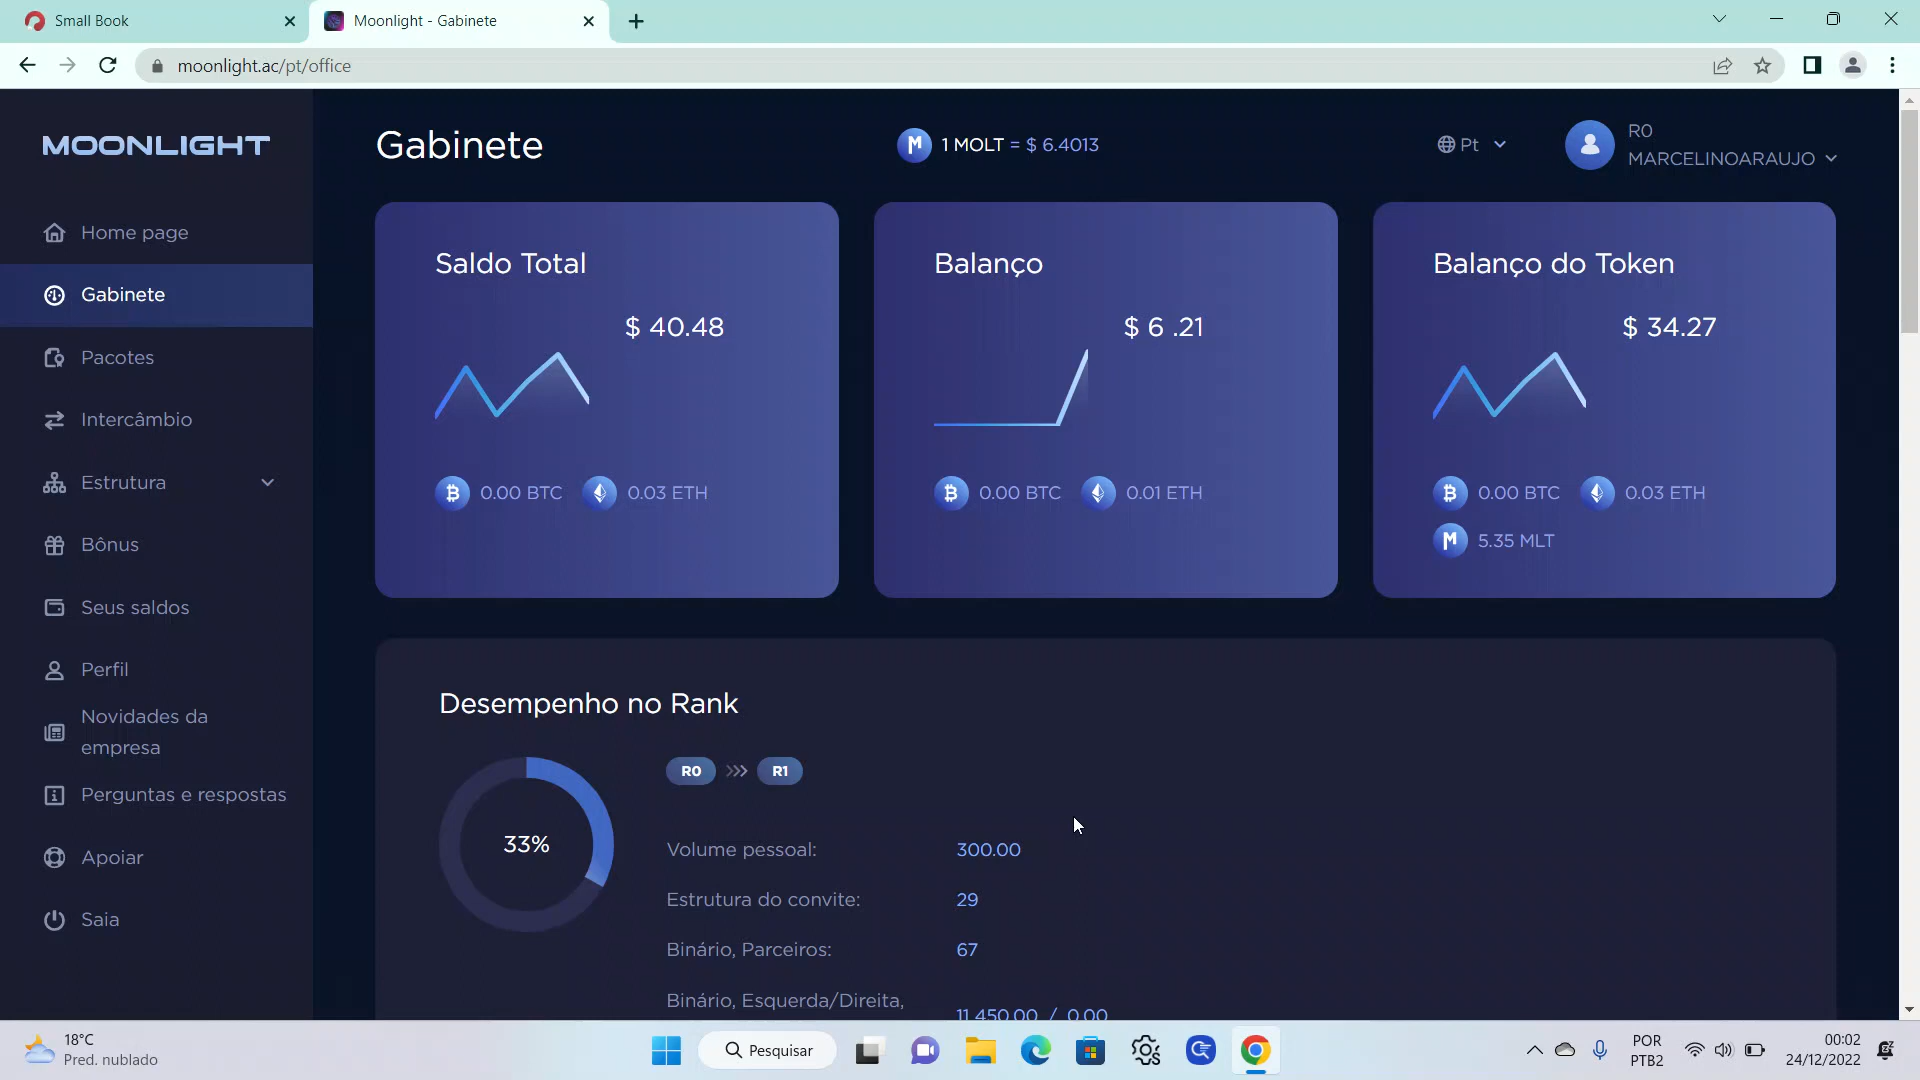 Small Book
Moonlight - Gabinete
moonlight.ac/pt/office
MOONLIGHT
Home page
Gabinete
Pacotes
Intercâmbio
Estrutura
Bônus
Seus saldos
Perfil
Novidades da
empresa
Perguntas e respostas
Apoiar
Saia
Gabinete
M 1 MOLT = $ 6.4013
Pt
R0
MARCELINOARAUJO
Saldo Total
$ 40.48
0.00 BTC 0.03 ETH
Balanço
$ 6 .21
0.00 BTC 0.01 ETH
Balanço do Token
$ 34.27
0.00 BTC 0.03 ETH
M 5.35 MLT
Desempenho no Rank
33%
R0 R1
Volume pessoal: 300.00
Estrutura do convite: 29
Binário, Parceiros: 67
Binário, Esquerda/Direita,
11 450.00 / 0.00
18°C
Pred. nublado
Pesquisar
POR
PTB2
00:02
24/12/2022